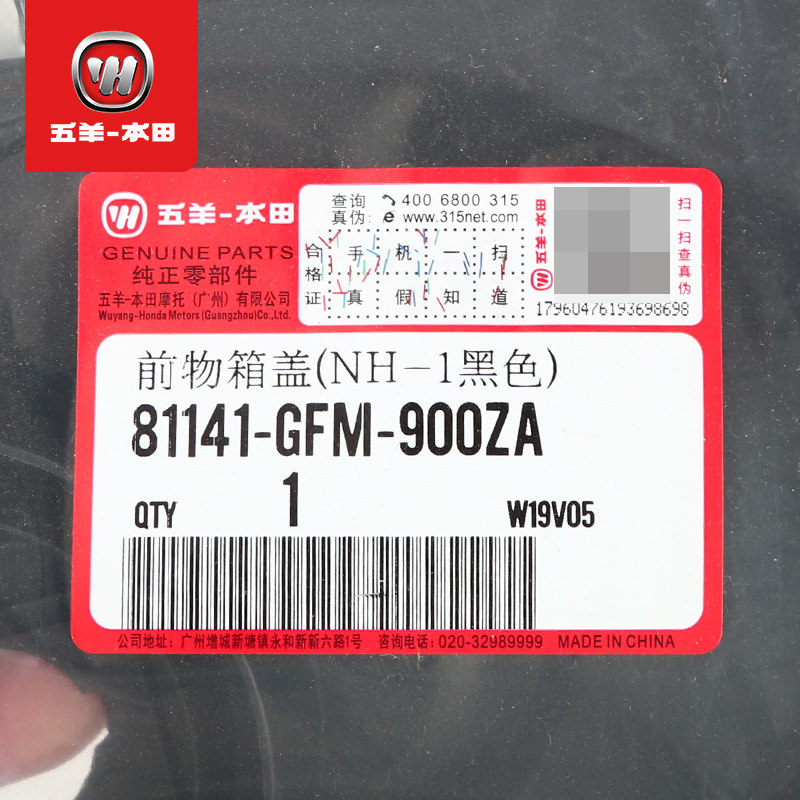 五羊-本田
五羊-本田
GENUINE PARTS
纯正零部件
五羊-本田摩托(广州)有限公司
Wuyang-Honda Motors (Guangzhou)Co.,Ltd.
查询 400 6800 315
真伪: www.315net.com
合格证
手机一扫
真假知道
五羊-本田
扫一扫查真伪
17960476193698698
前物箱盖(NH-1黑色)
81141-GFM-900ZA
QTY 1 W19V05
公司地址: 广州增城新塘镇永和新新六路1号 咨询电话: 020-32989999 MADE IN CHINA